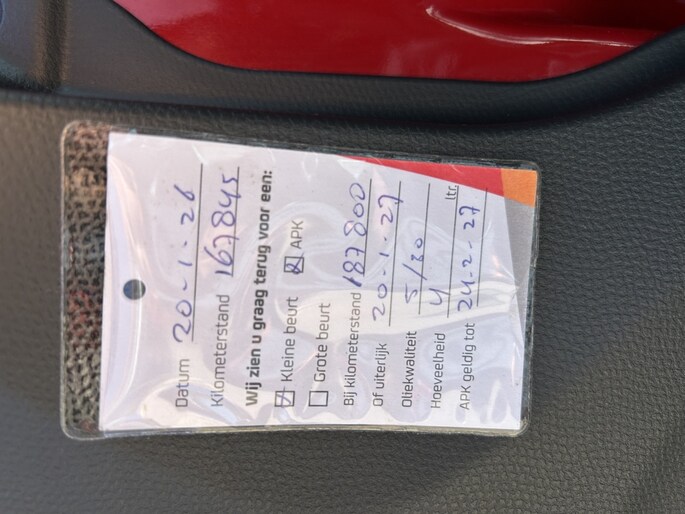 Datum 20-1-26
Kilometerstand 167845
Wij zien u graag terug voor een:
Kleine beurt APK
Grote beurt
Bij kilometerstand 187800
Of uiterlijk 20-1-27
Oliekwaliteit 5/30
Hoeveelheid 4 ltr.
APK geldig tot 24-2-27